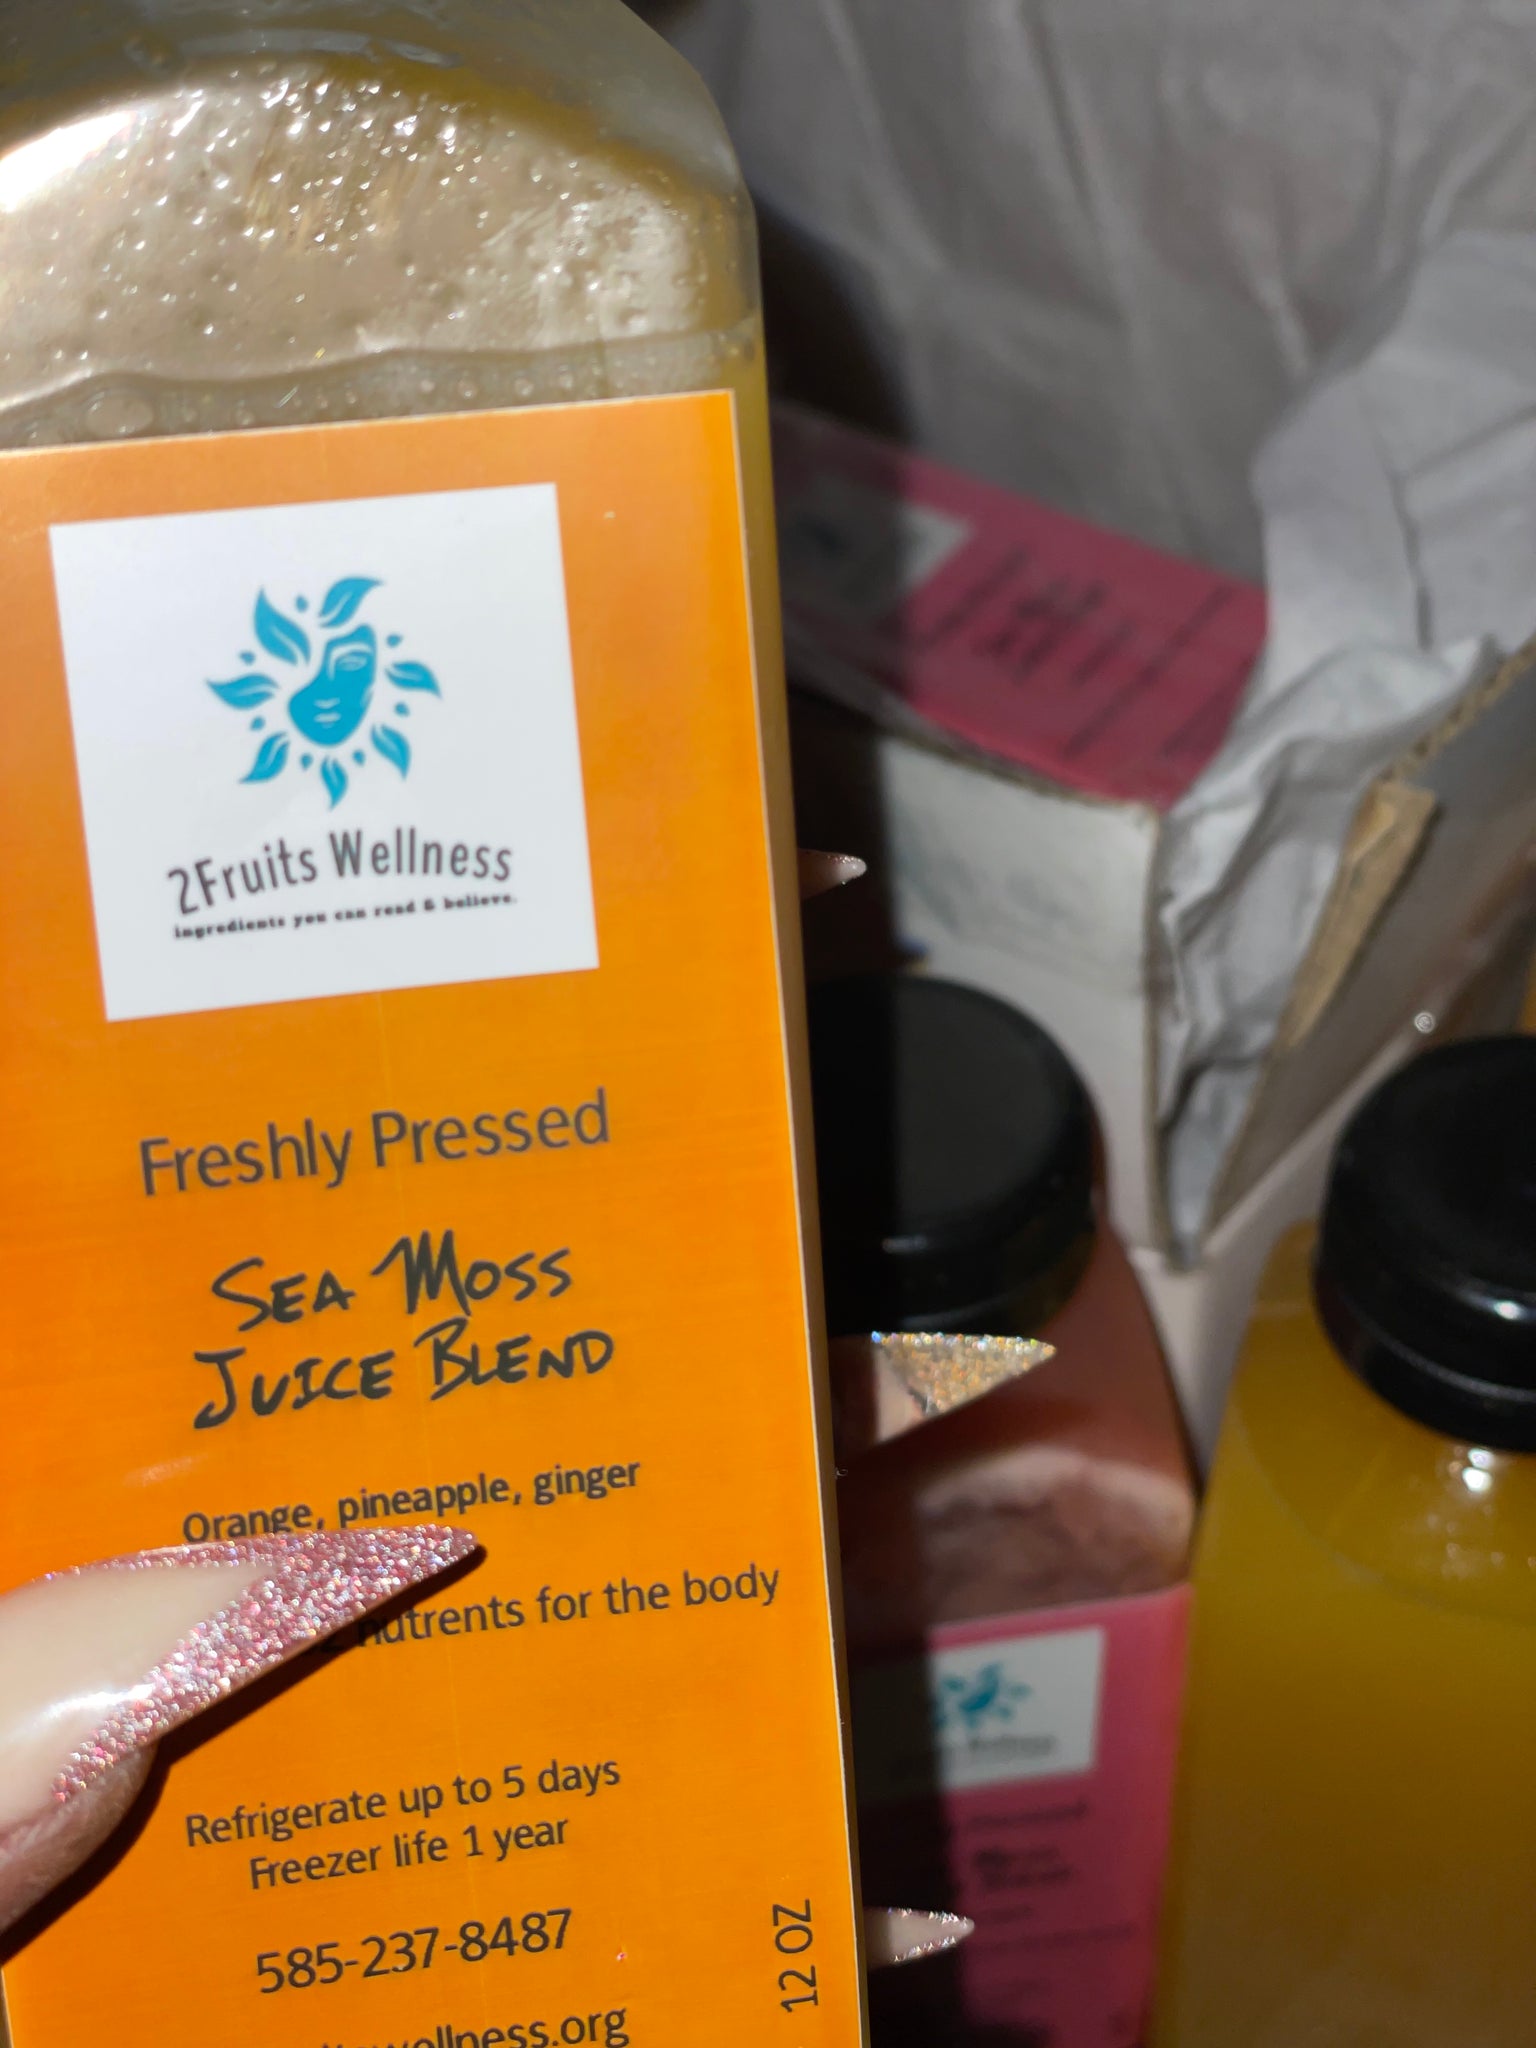 2Fruits Wellness
ingredients you can read & believe.
Freshly Pressed
SEA MOSS
JUICE BLEND
Orange, pineapple, ginger
nutrents for the body
Refrigerate up to 5 days
Freezer life 1 year
585-237-8487
wellness.org
12 OZ